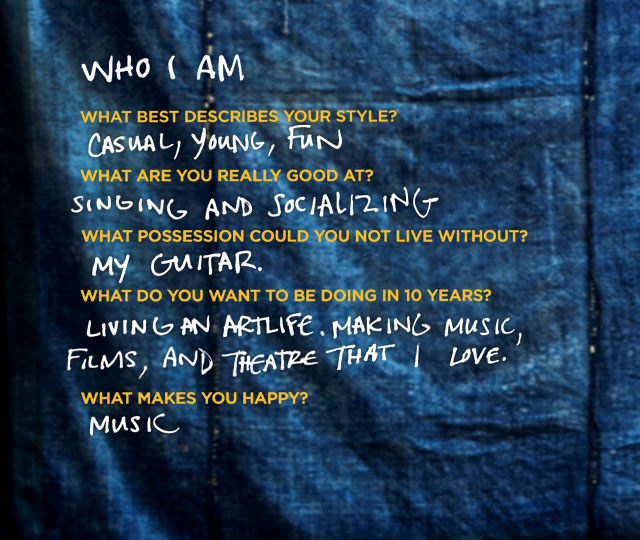 WHO I AM
WHAT BEST DESCRIBES YOUR STYLE?
CASUAL, YOUNG, FUN
WHAT ARE YOU REALLY GOOD AT?
SINGING AND SOCIALIZING
WHAT POSSESSION COULD YOU NOT LIVE WITHOUT?
MY GUITAR.
WHAT DO YOU WANT TO BE DOING IN 10 YEARS?
LIVING AN ARTLIFE. MAKING MUSIC,
FILMS, AND THEATRE THAT I LOVE.
WHAT MAKES YOU HAPPY?
MUSIC